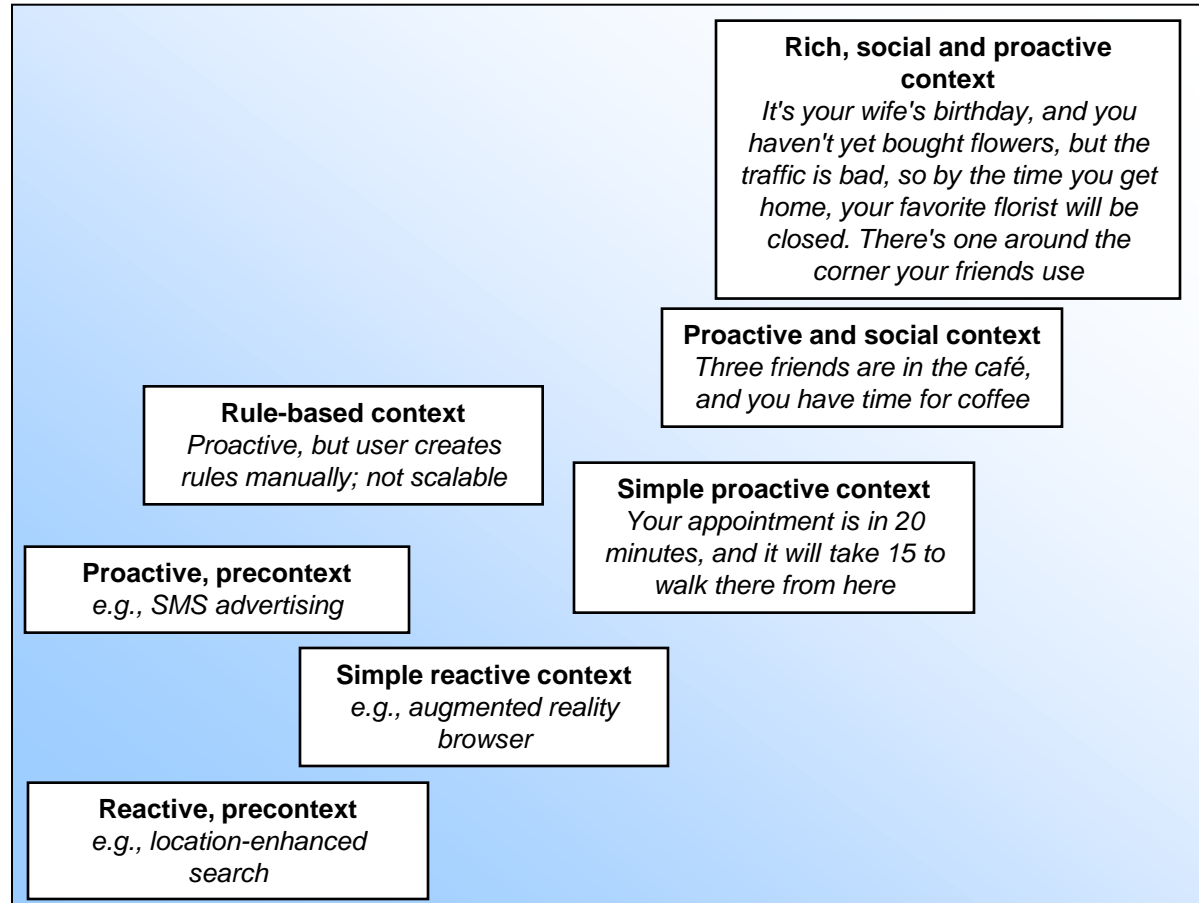 Rich, social and proactive
context
It's your wife's birthday, and you
haven't yet bought flowers, but the
traffic is bad, so by the time you get
home, your favorite florist will be
closed. There's one around the
corner your friends use
Proactive and social context
Three friends are in the café,
and you have time for coffee
Rule-based context
Proactive, but user creates
rules manually; not scalable
Simple proactive context
Your appointment is in 20
minutes, and it will take 15 to
walk there from here
Proactive, precontext
e.g., SMS advertising
Simple reactive context
e.g., augmented reality
browser
Reactive, precontext
e.g., location-enhanced
search